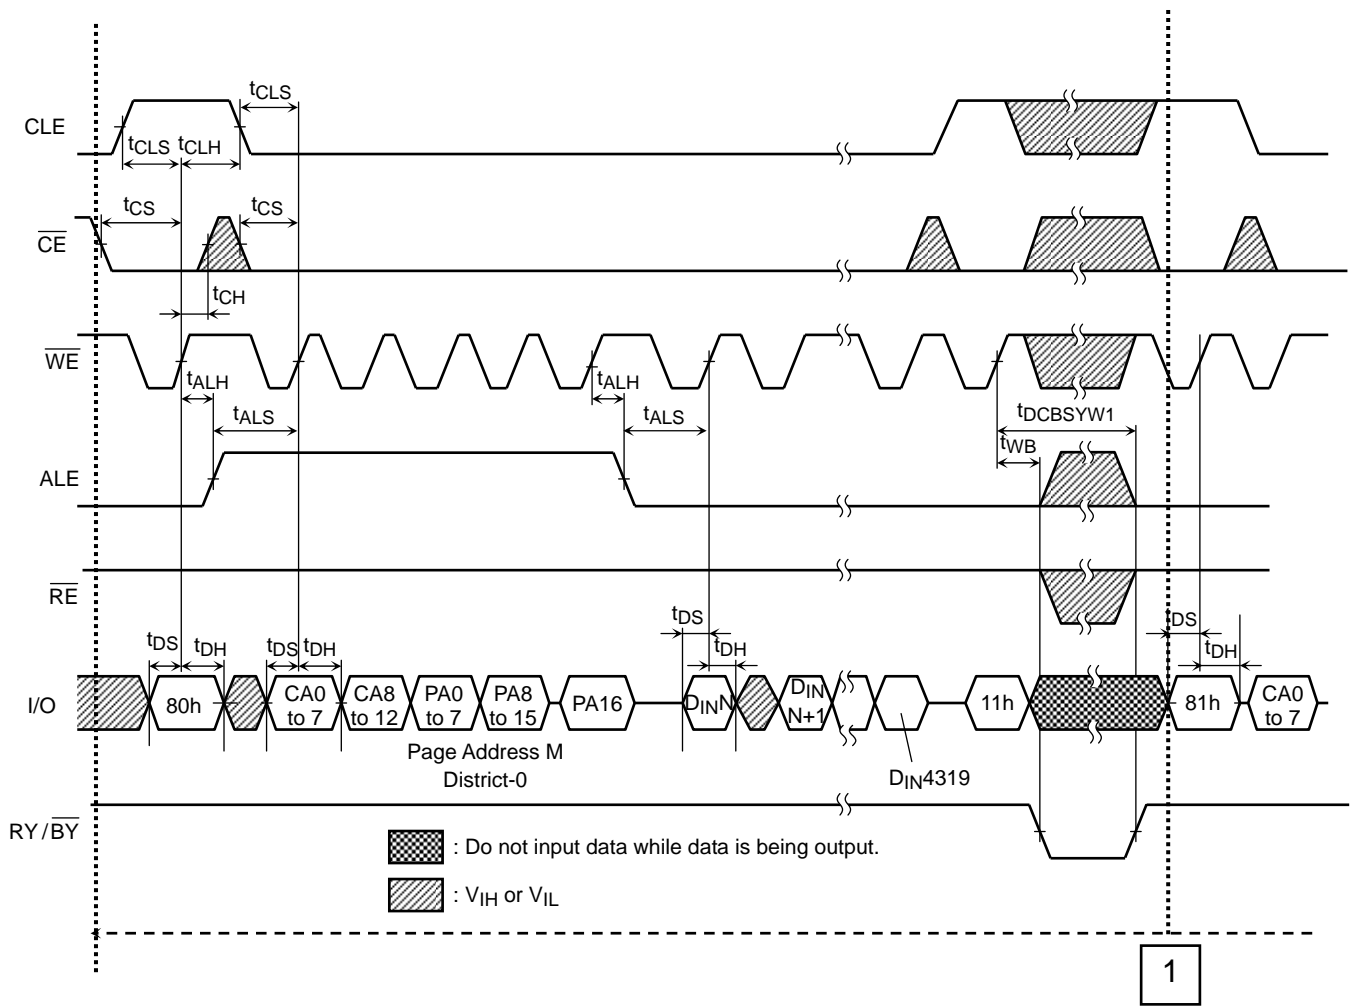 tCLS
CLE
tCLS tCLH
tCS tCS
CE
tCH
WE
tALH tALH
tALS tALS
tDCBSYW1
tWB
ALE
RE
tDS tDH tDS tDH tDS tDH tDS tDH
I/O
80h
CA0 to 7
CA8 to 12
PA0 to 7
PA8 to 15
PA16
DINN
DIN N+1
11h
81h
CA0 to 7
Page Address M
District-0
DIN4319
RY/BY
: Do not input data while data is being output.
: VIH or VIL
1